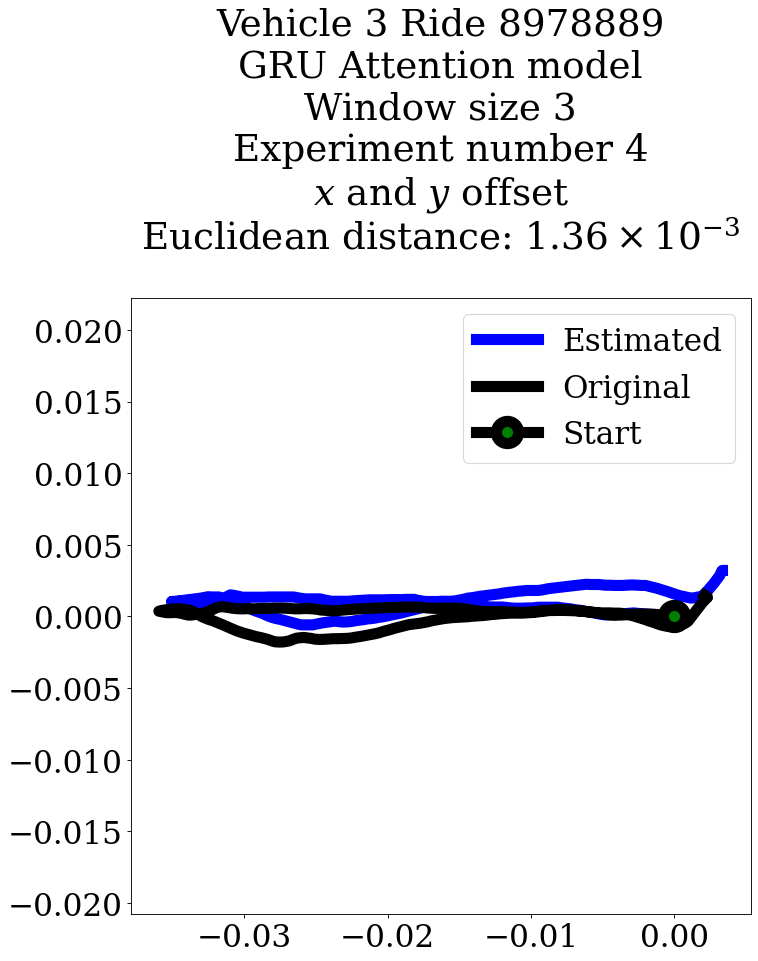 Vehicle 3 Ride 8978889
GRU Attention model
Window size 3
Experiment number 4
x and y offset
Euclidean distance: 1.36 × 10⁻³
Estimated
Original
Start
0.020
0.015
0.010
0.005
0.000
−0.005
−0.010
−0.015
−0.020
−0.03 −0.02 −0.01 0.00